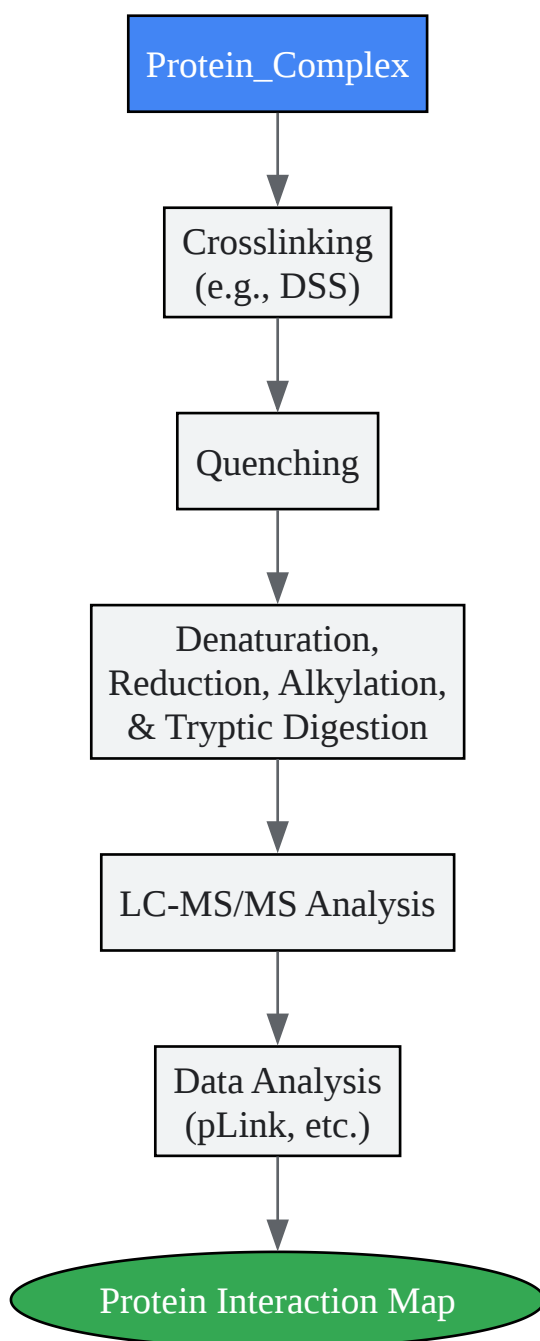 Protein_Complex
Crosslinking
(e.g., DSS)
Quenching
Denaturation,
Reduction, Alkylation,
& Tryptic Digestion
LC-MS/MS Analysis
Data Analysis
(pLink, etc.)
Protein Interaction Map